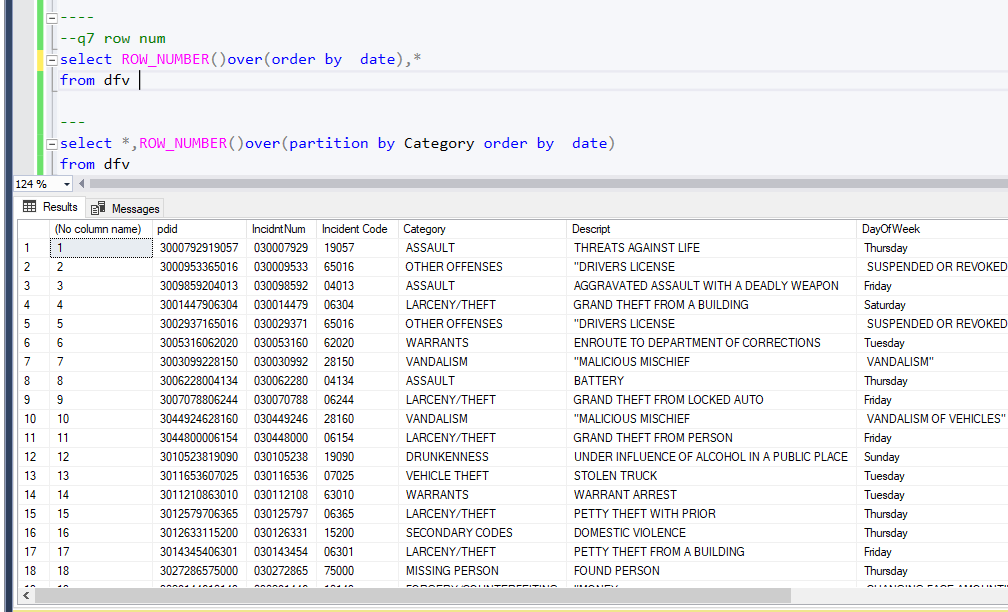 ----
--q7 row num
select ROW_NUMBER()over(order by  date),*
from dfv
---
select *,ROW_NUMBER()over(partition by Category order by  date)
from dfv
124 %
Results Messages
(No column name) pdid IncidntNum Incident Code Category Descript DayOfWeek
1 1 3000792919057 030007929 19057 ASSAULT THREATS AGAINST LIFE Thursday
2 2 3000953365016 030009533 65016 OTHER OFFENSES "DRIVERS LICENSE SUSPENDED OR REVOKED
3 3 3009859204013 030098592 04013 ASSAULT AGGRAVATED ASSAULT WITH A DEADLY WEAPON Friday
4 4 3001447906304 030014479 06304 LARCENY/THEFT GRAND THEFT FROM A BUILDING Saturday
5 5 3002937165016 030029371 65016 OTHER OFFENSES "DRIVERS LICENSE SUSPENDED OR REVOKED
6 6 3005316062020 030053160 62020 WARRANTS ENROUTE TO DEPARTMENT OF CORRECTIONS Tuesday
7 7 3003099228150 030030992 28150 VANDALISM "MALICIOUS MISCHIEF VANDALISM"
8 8 3006228004134 030062280 04134 ASSAULT BATTERY Thursday
9 9 3007078806244 030070788 06244 LARCENY/THEFT GRAND THEFT FROM LOCKED AUTO Friday
10 10 3044924628160 030449246 28160 VANDALISM "MALICIOUS MISCHIEF VANDALISM OF VEHICLES"
11 11 3044800006154 030448000 06154 LARCENY/THEFT GRAND THEFT FROM PERSON Friday
12 12 3010523819090 030105238 19090 DRUNKENNESS UNDER INFLUENCE OF ALCOHOL IN A PUBLIC PLACE Sunday
13 13 3011653607025 030116536 07025 VEHICLE THEFT STOLEN TRUCK Tuesday
14 14 3011210863010 030112108 63010 WARRANTS WARRANT ARREST Tuesday
15 15 3012579706365 030125797 06365 LARCENY/THEFT PETTY THEFT WITH PRIOR Thursday
16 16 3012633115200 030126331 15200 SECONDARY CODES DOMESTIC VIOLENCE Thursday
17 17 3014345406301 030143454 06301 LARCENY/THEFT PETTY THEFT FROM A BUILDING Friday
18 18 3027286575000 030272865 75000 MISSING PERSON FOUND PERSON Thursday